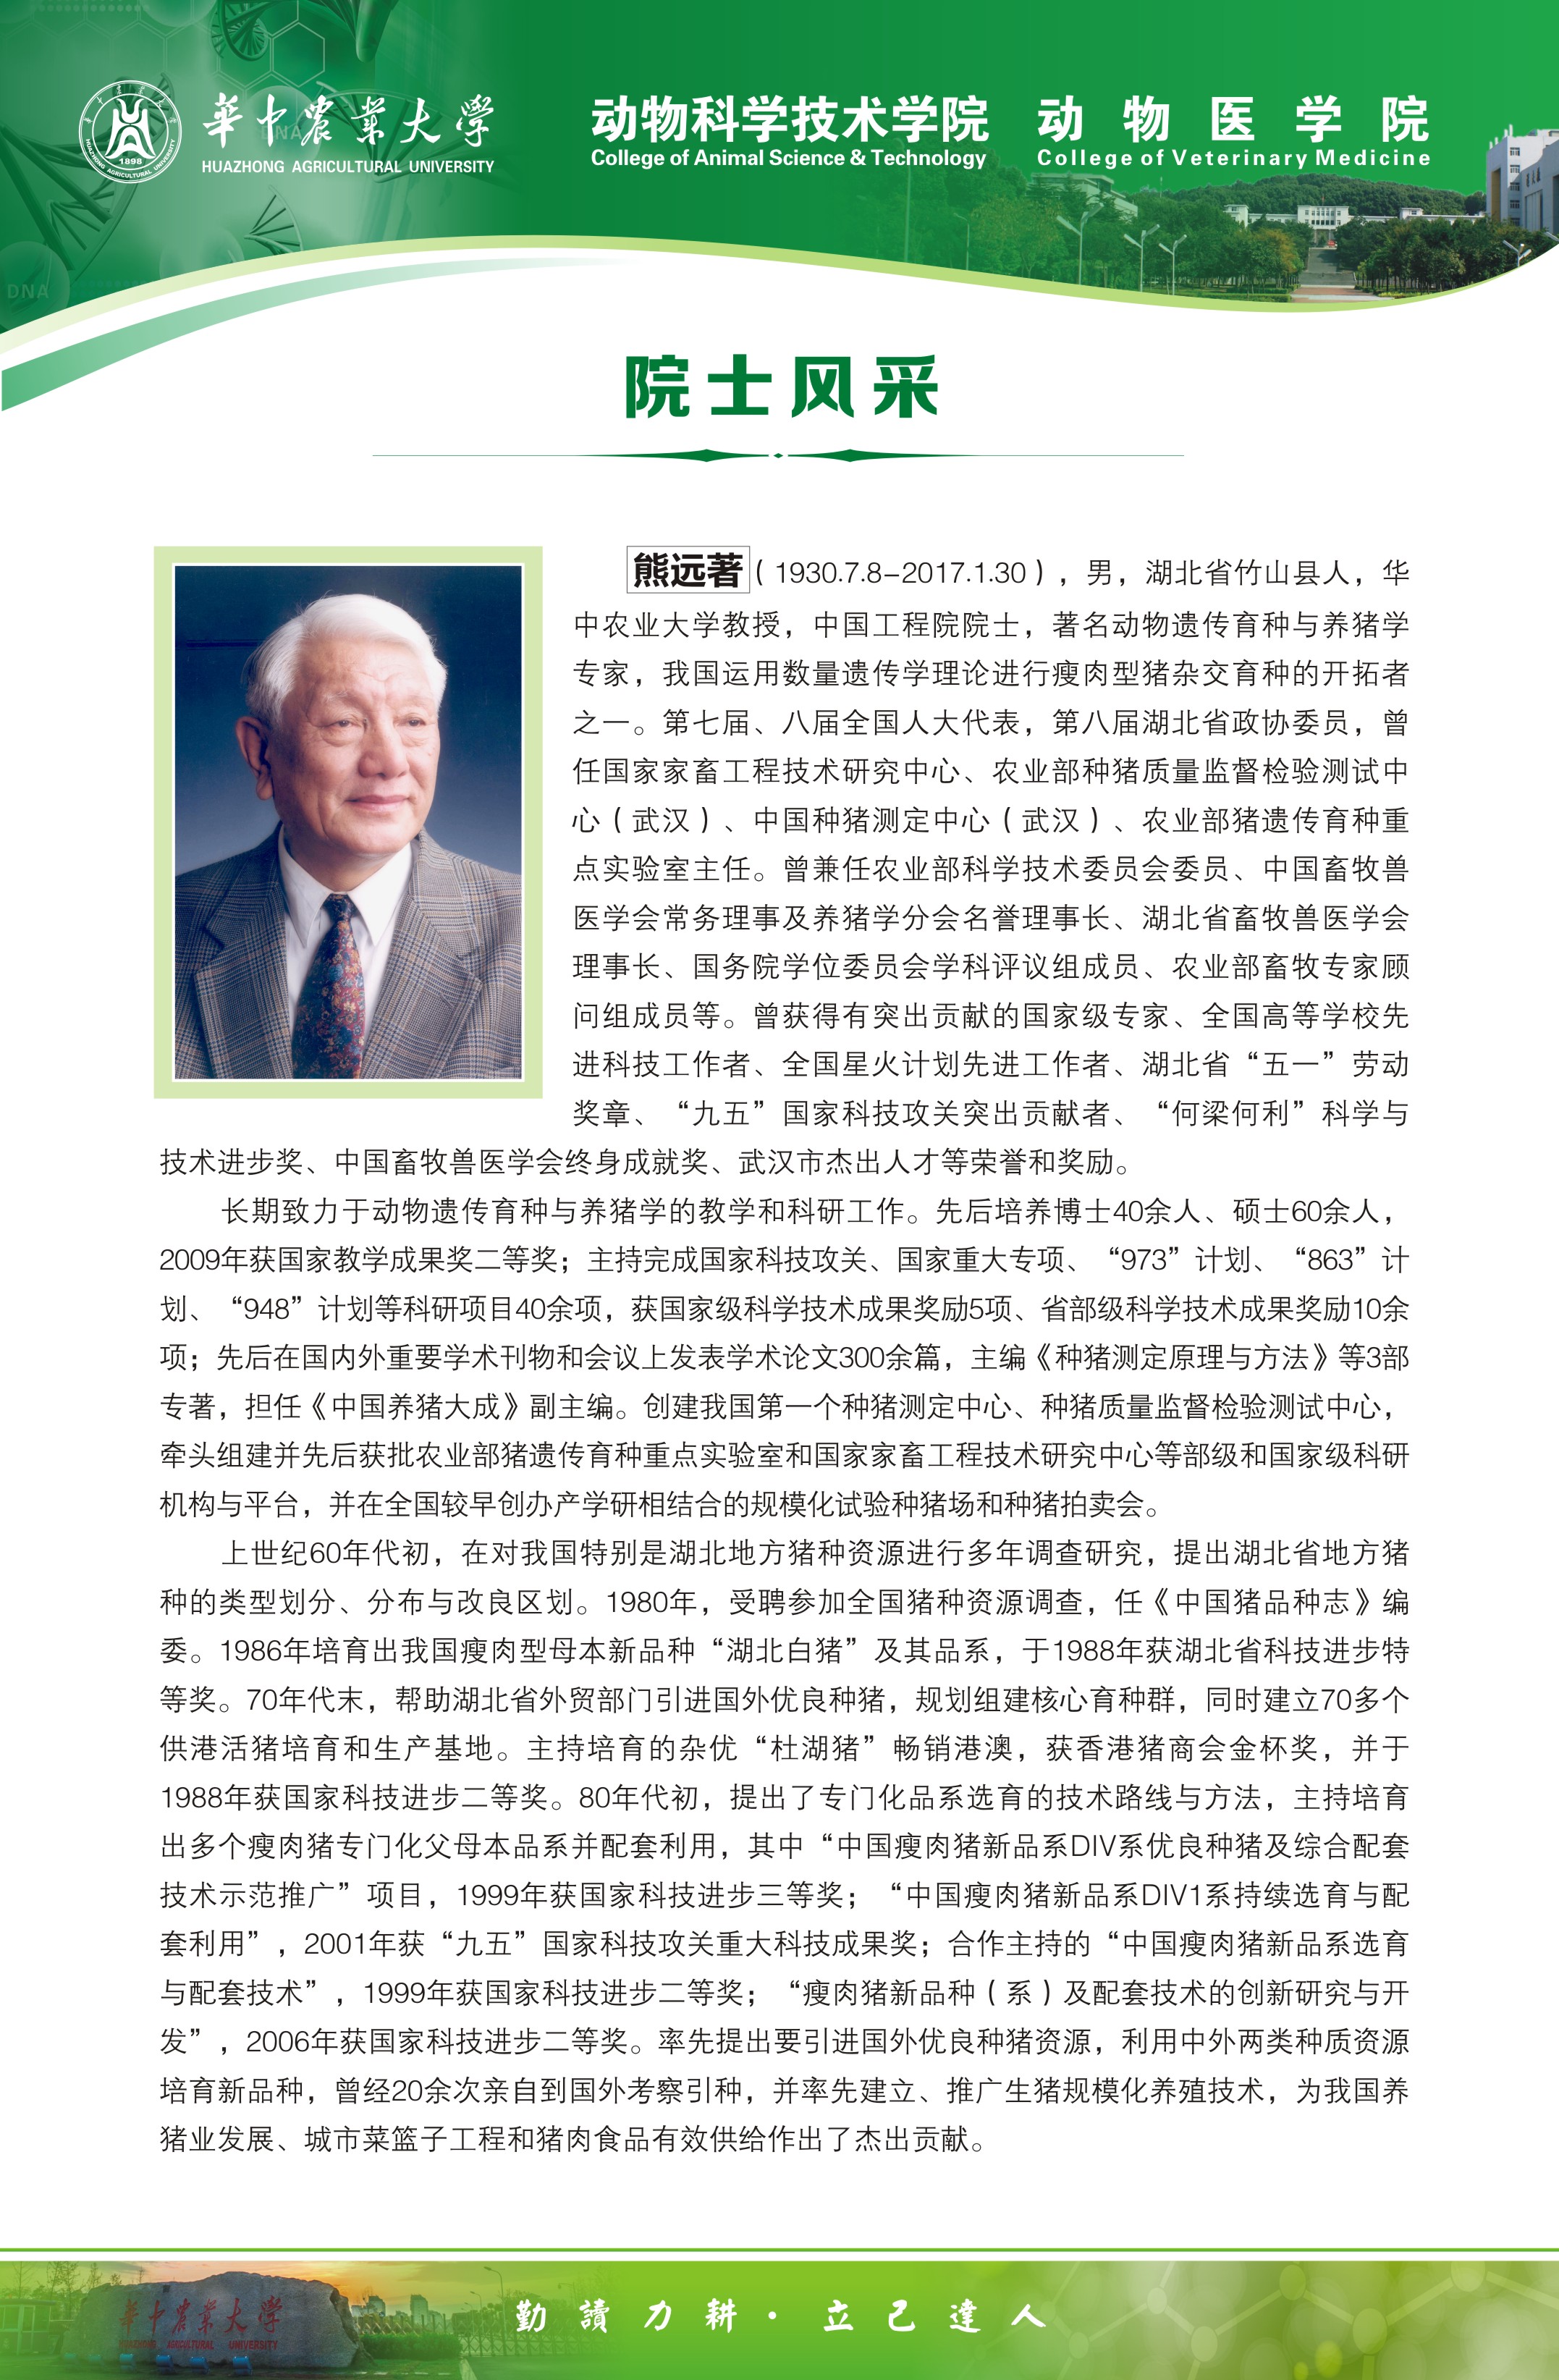 華中農業大學
HUAZHONG AGRICULTURAL UNIVERSITY
1898
HUAZHONG AGRICULTURAL UNIVERSITY
动物科学技术学院
College of Animal Science & Technology
动物医学院
College of Veterinary Medicine
DNA
DNA
院士风采
熊远著（1930.7.8–2017.1.30），男，湖北省竹山县人，华
中农业大学教授，中国工程院院士，著名动物遗传育种与养猪学
专家，我国运用数量遗传学理论进行瘦肉型猪杂交育种的开拓者
之一。第七届、八届全国人大代表，第八届湖北省政协委员，曾
任国家家畜工程技术研究中心、农业部种猪质量监督检验测试中
心（武汉）、中国种猪测定中心（武汉）、农业部猪遗传育种重
点实验室主任。曾兼任农业部科学技术委员会委员、中国畜牧兽
医学会常务理事及养猪学分会名誉理事长、湖北省畜牧兽医学会
理事长、国务院学位委员会学科评议组成员、农业部畜牧专家顾
问组成员等。曾获得有突出贡献的国家级专家、全国高等学校先
进科技工作者、全国星火计划先进工作者、湖北省“五一”劳动
奖章、“九五”国家科技攻关突出贡献者、“何梁何利”科学与
技术进步奖、中国畜牧兽医学会终身成就奖、武汉市杰出人才等荣誉和奖励。
长期致力于动物遗传育种与养猪学的教学和科研工作。先后培养博士40余人、硕士60余人，
2009年获国家教学成果奖二等奖；主持完成国家科技攻关、国家重大专项、“973”计划、“863”计
划、“948”计划等科研项目40余项，获国家级科学技术成果奖励5项、省部级科学技术成果奖励10余
项；先后在国内外重要学术刊物和会议上发表学术论文300余篇，主编《种猪测定原理与方法》等3部
专著，担任《中国养猪大成》副主编。创建我国第一个种猪测定中心、种猪质量监督检验测试中心，
牵头组建并先后获批农业部猪遗传育种重点实验室和国家家畜工程技术研究中心等部级和国家级科研
机构与平台，并在全国较早创办产学研相结合的规模化试验种猪场和种猪拍卖会。
上世纪60年代初，在对我国特别是湖北地方猪种资源进行多年调查研究，提出湖北省地方猪
种的类型划分、分布与改良区划。1980年，受聘参加全国猪种资源调查，任《中国猪品种志》编
委。1986年培育出我国瘦肉型母本新品种“湖北白猪”及其品系，于1988年获湖北省科技进步特
等奖。70年代末，帮助湖北省外贸部门引进国外优良种猪，规划组建核心育种群，同时建立70多个
供港活猪培育和生产基地。主持培育的杂优“杜湖猪”畅销港澳，获香港猪商会金杯奖，并于
1988年获国家科技进步二等奖。80年代初，提出了专门化品系选育的技术路线与方法，主持培育
出多个瘦肉猪专门化父母本品系并配套利用，其中“中国瘦肉猪新品系DIV系优良种猪及综合配套
技术示范推广”项目，1999年获国家科技进步三等奖；“中国瘦肉猪新品系DIV1系持续选育与配
套利用”，2001年获“九五”国家科技攻关重大科技成果奖；合作主持的“中国瘦肉猪新品系选育
与配套技术”，1999年获国家科技进步二等奖；“瘦肉猪新品种（系）及配套技术的创新研究与开
发”，2006年获国家科技进步二等奖。率先提出要引进国外优良种猪资源，利用中外两类种质资源
培育新品种，曾经20余次亲自到国外考察引种，并率先建立、推广生猪规模化养殖技术，为我国养
猪业发展、城市菜篮子工程和猪肉食品有效供给作出了杰出贡献。
華中農業大學
HUAZHONG AGRICULTURAL UNIVERSITY
勤讀力耕·立己達人